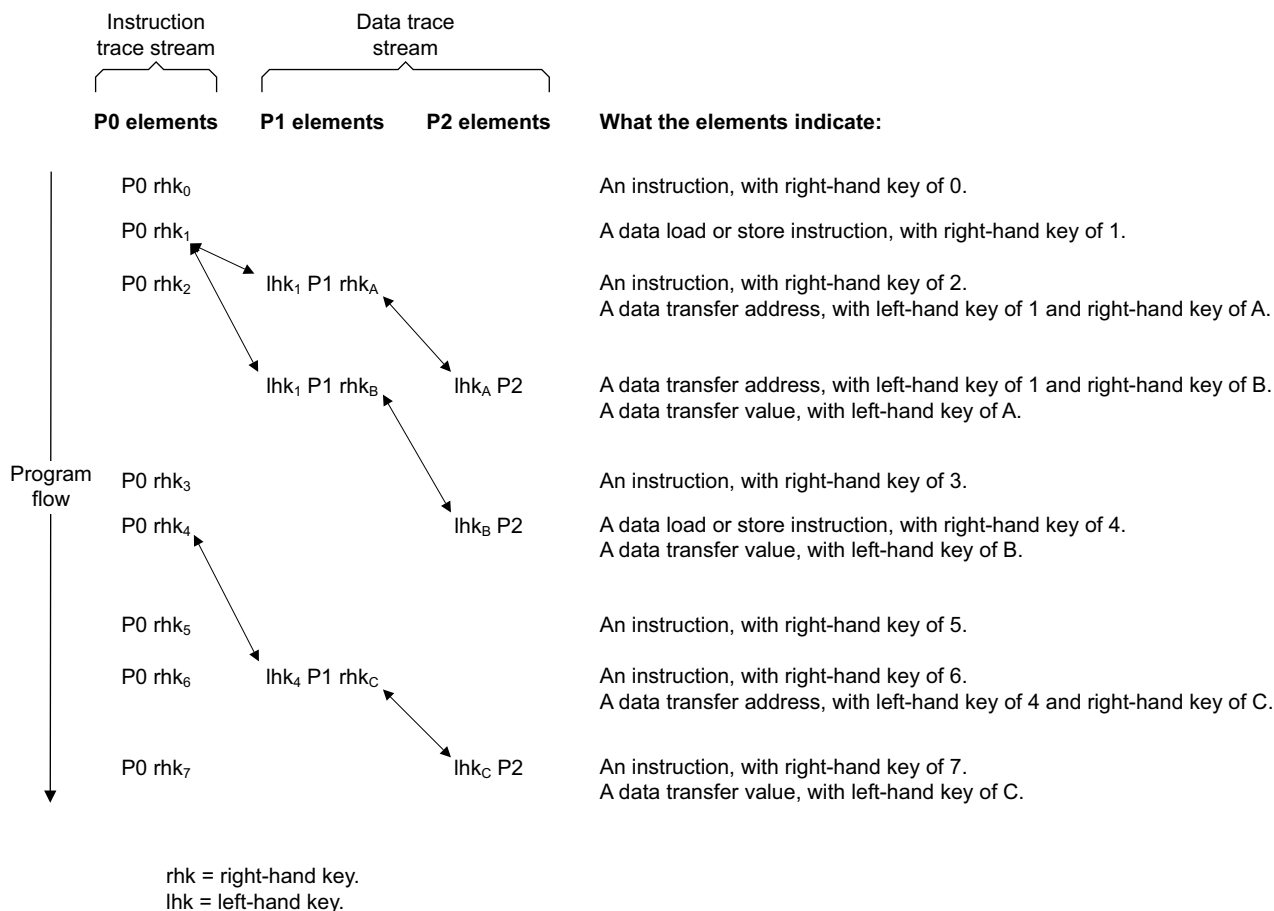 Instruction trace stream
Data trace stream
P0 elements P1 elements P2 elements What the elements indicate:
P0 rhk₀ An instruction, with right-hand key of 0.
P0 rhk₁ A data load or store instruction, with right-hand key of 1.
P0 rhk₂ lhk₁ P1 rhk_A An instruction, with right-hand key of 2.
A data transfer address, with left-hand key of 1 and right-hand key of A.
lhk₁ P1 rhk_B lhk_A P2 A data transfer address, with left-hand key of 1 and right-hand key of B.
A data transfer value, with left-hand key of A.
Program flow
P0 rhk₃ An instruction, with right-hand key of 3.
P0 rhk₄ lhk_B P2 A data load or store instruction, with right-hand key of 4.
A data transfer value, with left-hand key of B.
P0 rhk₅ An instruction, with right-hand key of 5.
P0 rhk₆ lhk₄ P1 rhk_C An instruction, with right-hand key of 6.
A data transfer address, with left-hand key of 4 and right-hand key of C.
P0 rhk₇ lhk_C P2 An instruction, with right-hand key of 7.
A data transfer value, with left-hand key of C.
rhk = right-hand key.
lhk = left-hand key.